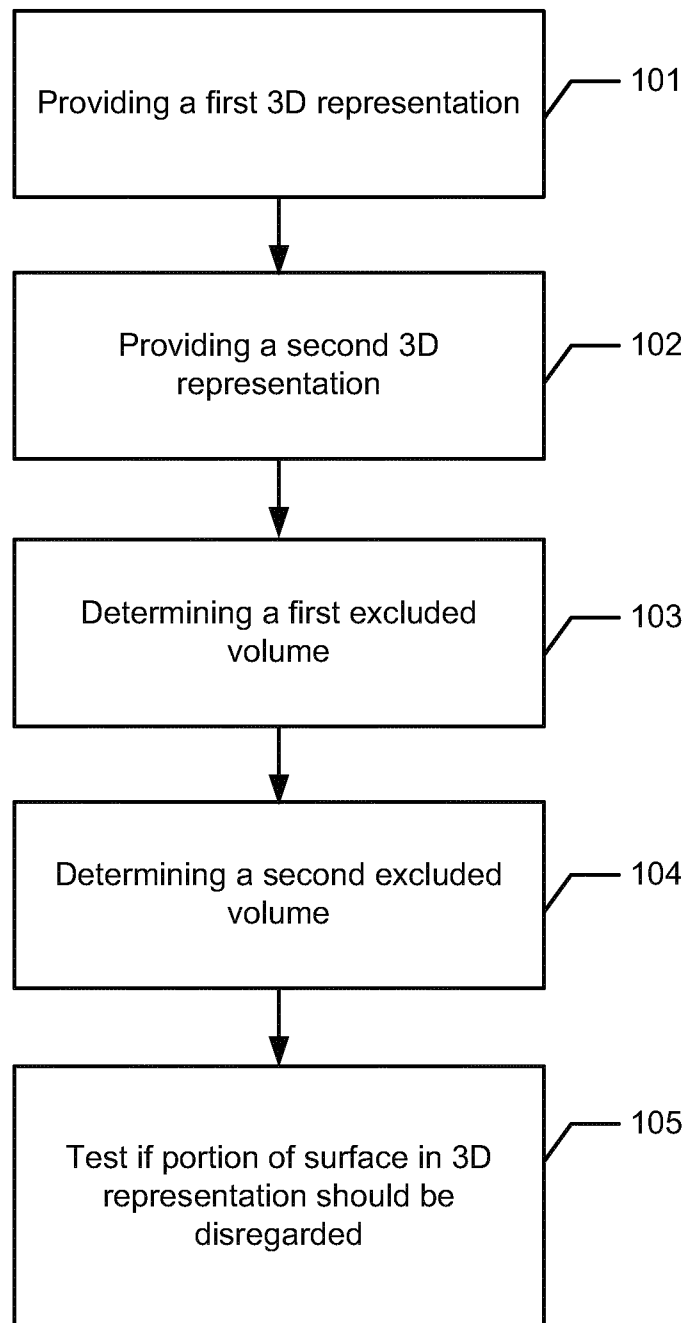 Providing a first 3D representation
101
Providing a second 3D
representation
102
Determining a first excluded
volume
103
Determining a second excluded
volume
104
Test if portion of surface in 3D
representation should be
disregarded
105